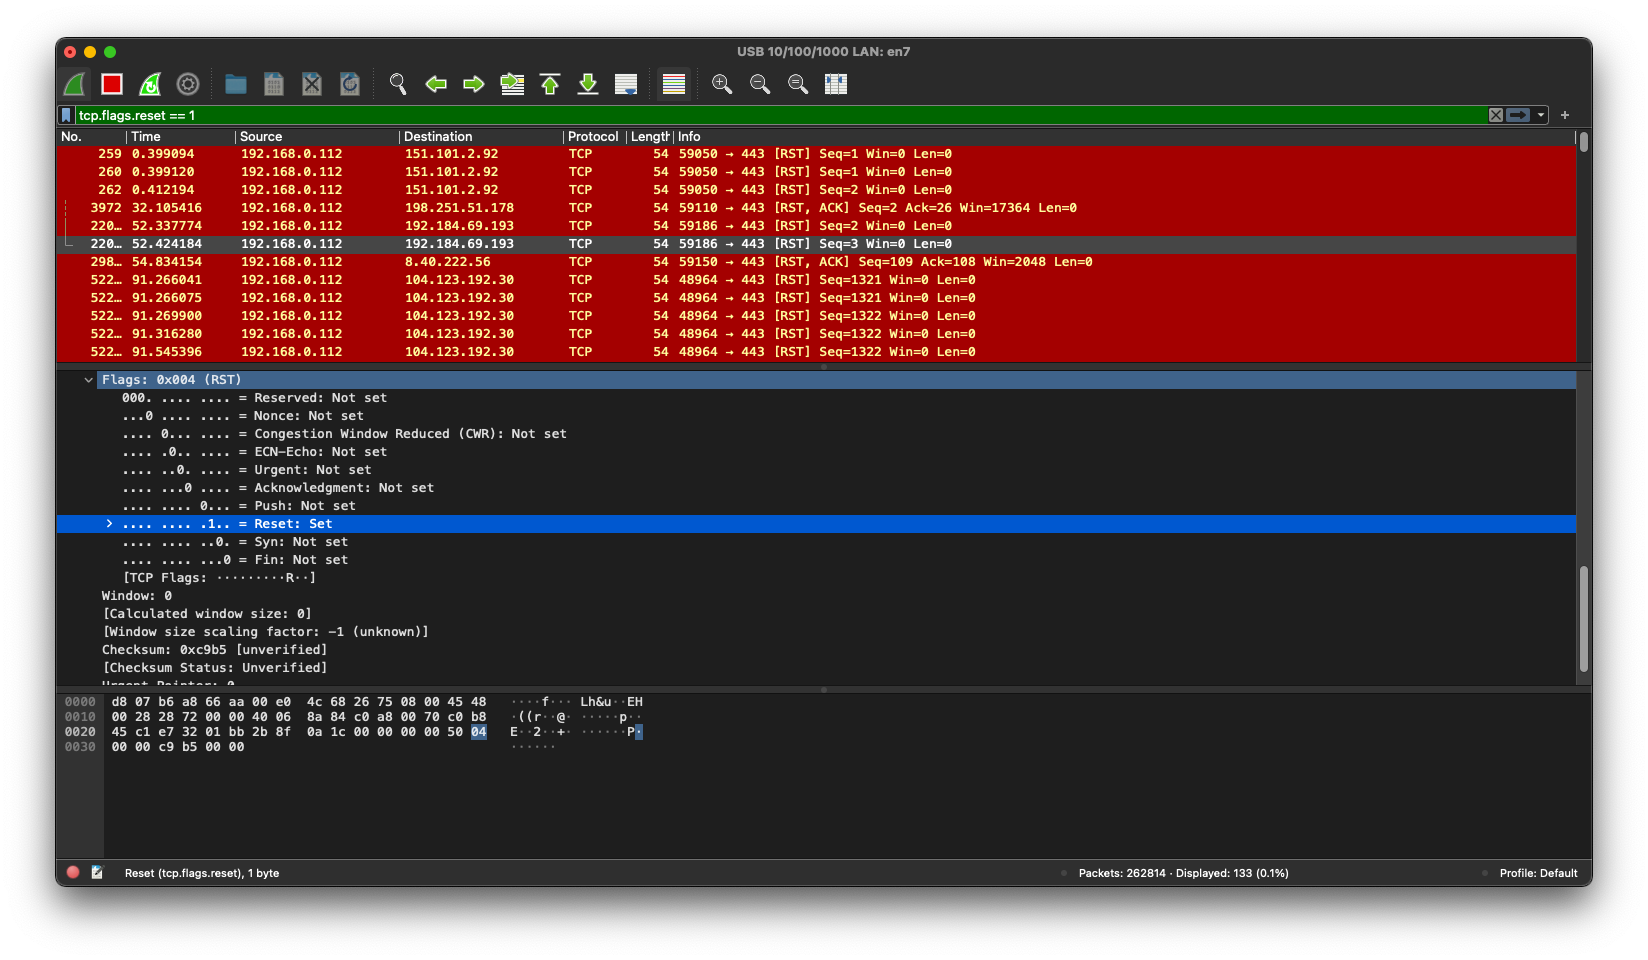 USB 10/100/1000 LAN: en7
tcp.flags.reset == 1
No. Time Source Destination Protocol Length Info
259 0.399094 192.168.0.112 151.101.2.92 TCP 54 59050 → 443 [RST] Seq=1 Win=0 Len=0
260 0.399120 192.168.0.112 151.101.2.92 TCP 54 59050 → 443 [RST] Seq=1 Win=0 Len=0
262 0.412194 192.168.0.112 151.101.2.92 TCP 54 59050 → 443 [RST] Seq=2 Win=0 Len=0
3972 32.105416 192.168.0.112 198.251.51.178 TCP 54 59110 → 443 [RST, ACK] Seq=2 Ack=26 Win=17364 Len=0
220… 52.337774 192.168.0.112 192.184.69.193 TCP 54 59186 → 443 [RST] Seq=2 Win=0 Len=0
220… 52.424184 192.168.0.112 192.184.69.193 TCP 54 59186 → 443 [RST] Seq=3 Win=0 Len=0
298… 54.834154 192.168.0.112 8.40.222.56 TCP 54 59150 → 443 [RST, ACK] Seq=109 Ack=108 Win=2048 Len=0
522… 91.266041 192.168.0.112 104.123.192.30 TCP 54 48964 → 443 [RST] Seq=1321 Win=0 Len=0
522… 91.266075 192.168.0.112 104.123.192.30 TCP 54 48964 → 443 [RST] Seq=1321 Win=0 Len=0
522… 91.269900 192.168.0.112 104.123.192.30 TCP 54 48964 → 443 [RST] Seq=1322 Win=0 Len=0
522… 91.316280 192.168.0.112 104.123.192.30 TCP 54 48964 → 443 [RST] Seq=1322 Win=0 Len=0
522… 91.545396 192.168.0.112 104.123.192.30 TCP 54 48964 → 443 [RST] Seq=1322 Win=0 Len=0
Flags: 0x004 (RST)
000. .... .... = Reserved: Not set
...0 .... .... = Nonce: Not set
.... 0... .... = Congestion Window Reduced (CWR): Not set
.... .0.. .... = ECN-Echo: Not set
.... ..0. .... = Urgent: Not set
.... ...0 .... = Acknowledgment: Not set
.... .... 0... = Push: Not set
.... .... .1.. = Reset: Set
.... .... ..0. = Syn: Not set
.... .... ...0 = Fin: Not set
[TCP Flags: ·········R··]
Window: 0
[Calculated window size: 0]
[Window size scaling factor: -1 (unknown)]
Checksum: 0xc9b5 [unverified]
[Checksum Status: Unverified]
Urgent Pointer: 0
0000 d8 07 b6 a8 66 aa 00 e0 4c 68 26 75 08 00 45 48 ····f··· Lh&u··EH
0010 00 28 28 72 00 00 40 06 8a 84 c0 a8 00 70 c0 b8 ·((r··@· ·····p··
0020 45 c1 e7 32 01 bb 2b 8f 0a 1c 00 00 00 00 50 04 E··2··+· ······P·
0030 00 00 c9 b5 00 00 ······
Reset (tcp.flags.reset), 1 byte
Packets: 262814 · Displayed: 133 (0.1%)
Profile: Default